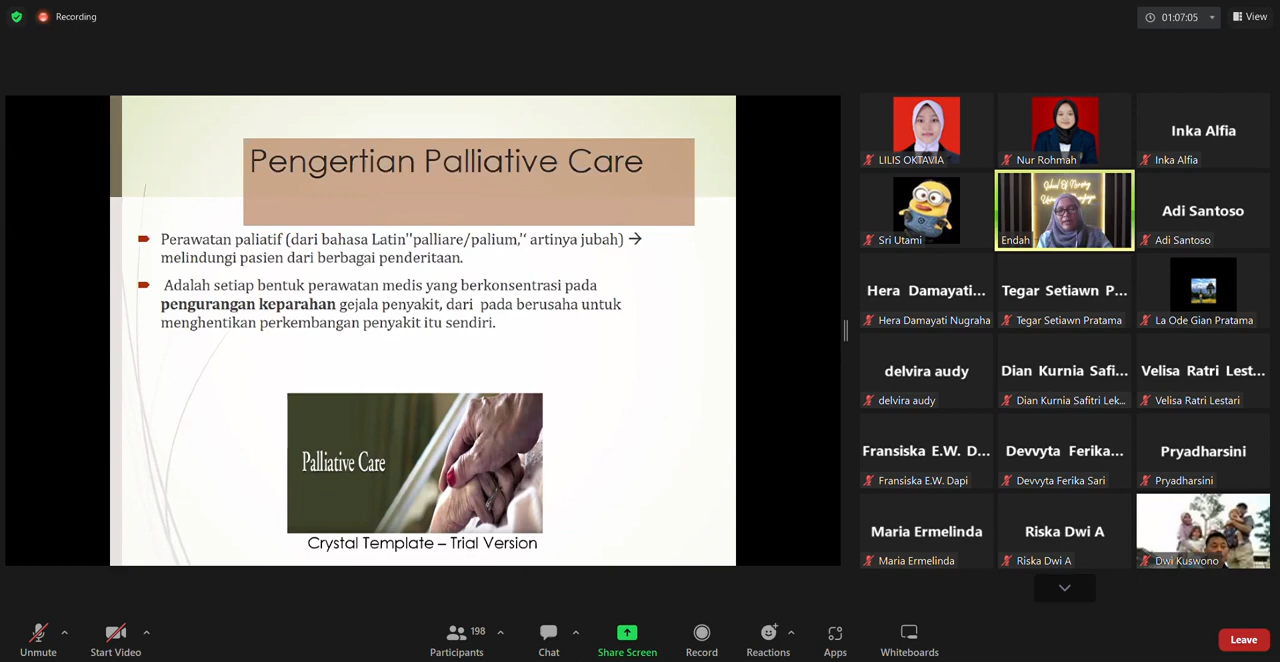 Recording
01:07:05
View
Pengertian Palliative Care
Perawatan paliatif (dari bahasa Latin"palliare/palium," artinya jubah) →
melindungi pasien dari berbagai penderitaan.
Adalah setiap bentuk perawatan medis yang berkonsentrasi pada
pengurangan keparahan gejala penyakit, dari pada berusaha untuk
menghentikan perkembangan penyakit itu sendiri.
Palliative Care
Crystal Template – Trial Version
LILIS OKTAVIA
Nur Rohmah
Inka Alfia
Inka Alfia
Sri Utami
Endah
Adi Santoso
Adi Santoso
Hera Damayati...
Hera Damayati Nugraha
Tegar Setiawn P...
Tegar Setiawn Pratama
La Ode Gian Pratama
delvira audy
delvira audy
Dian Kurnia Safi...
Dian Kurnia Safitri Lek...
Velisa Ratri Lest...
Velisa Ratri Lestari
Fransiska E.W. D...
Fransiska E.W. Dapi
Devvyta Ferika...
Devvyta Ferika Sari
Pryadharsini
Pryadharsini
Maria Ermelinda
Maria Ermelinda
Riska Dwi A
Riska Dwi A
Dwi Kuswono
Unmute
Start Video
198
Participants
Chat
Share Screen
Record
Reactions
Apps
Whiteboards
Leave